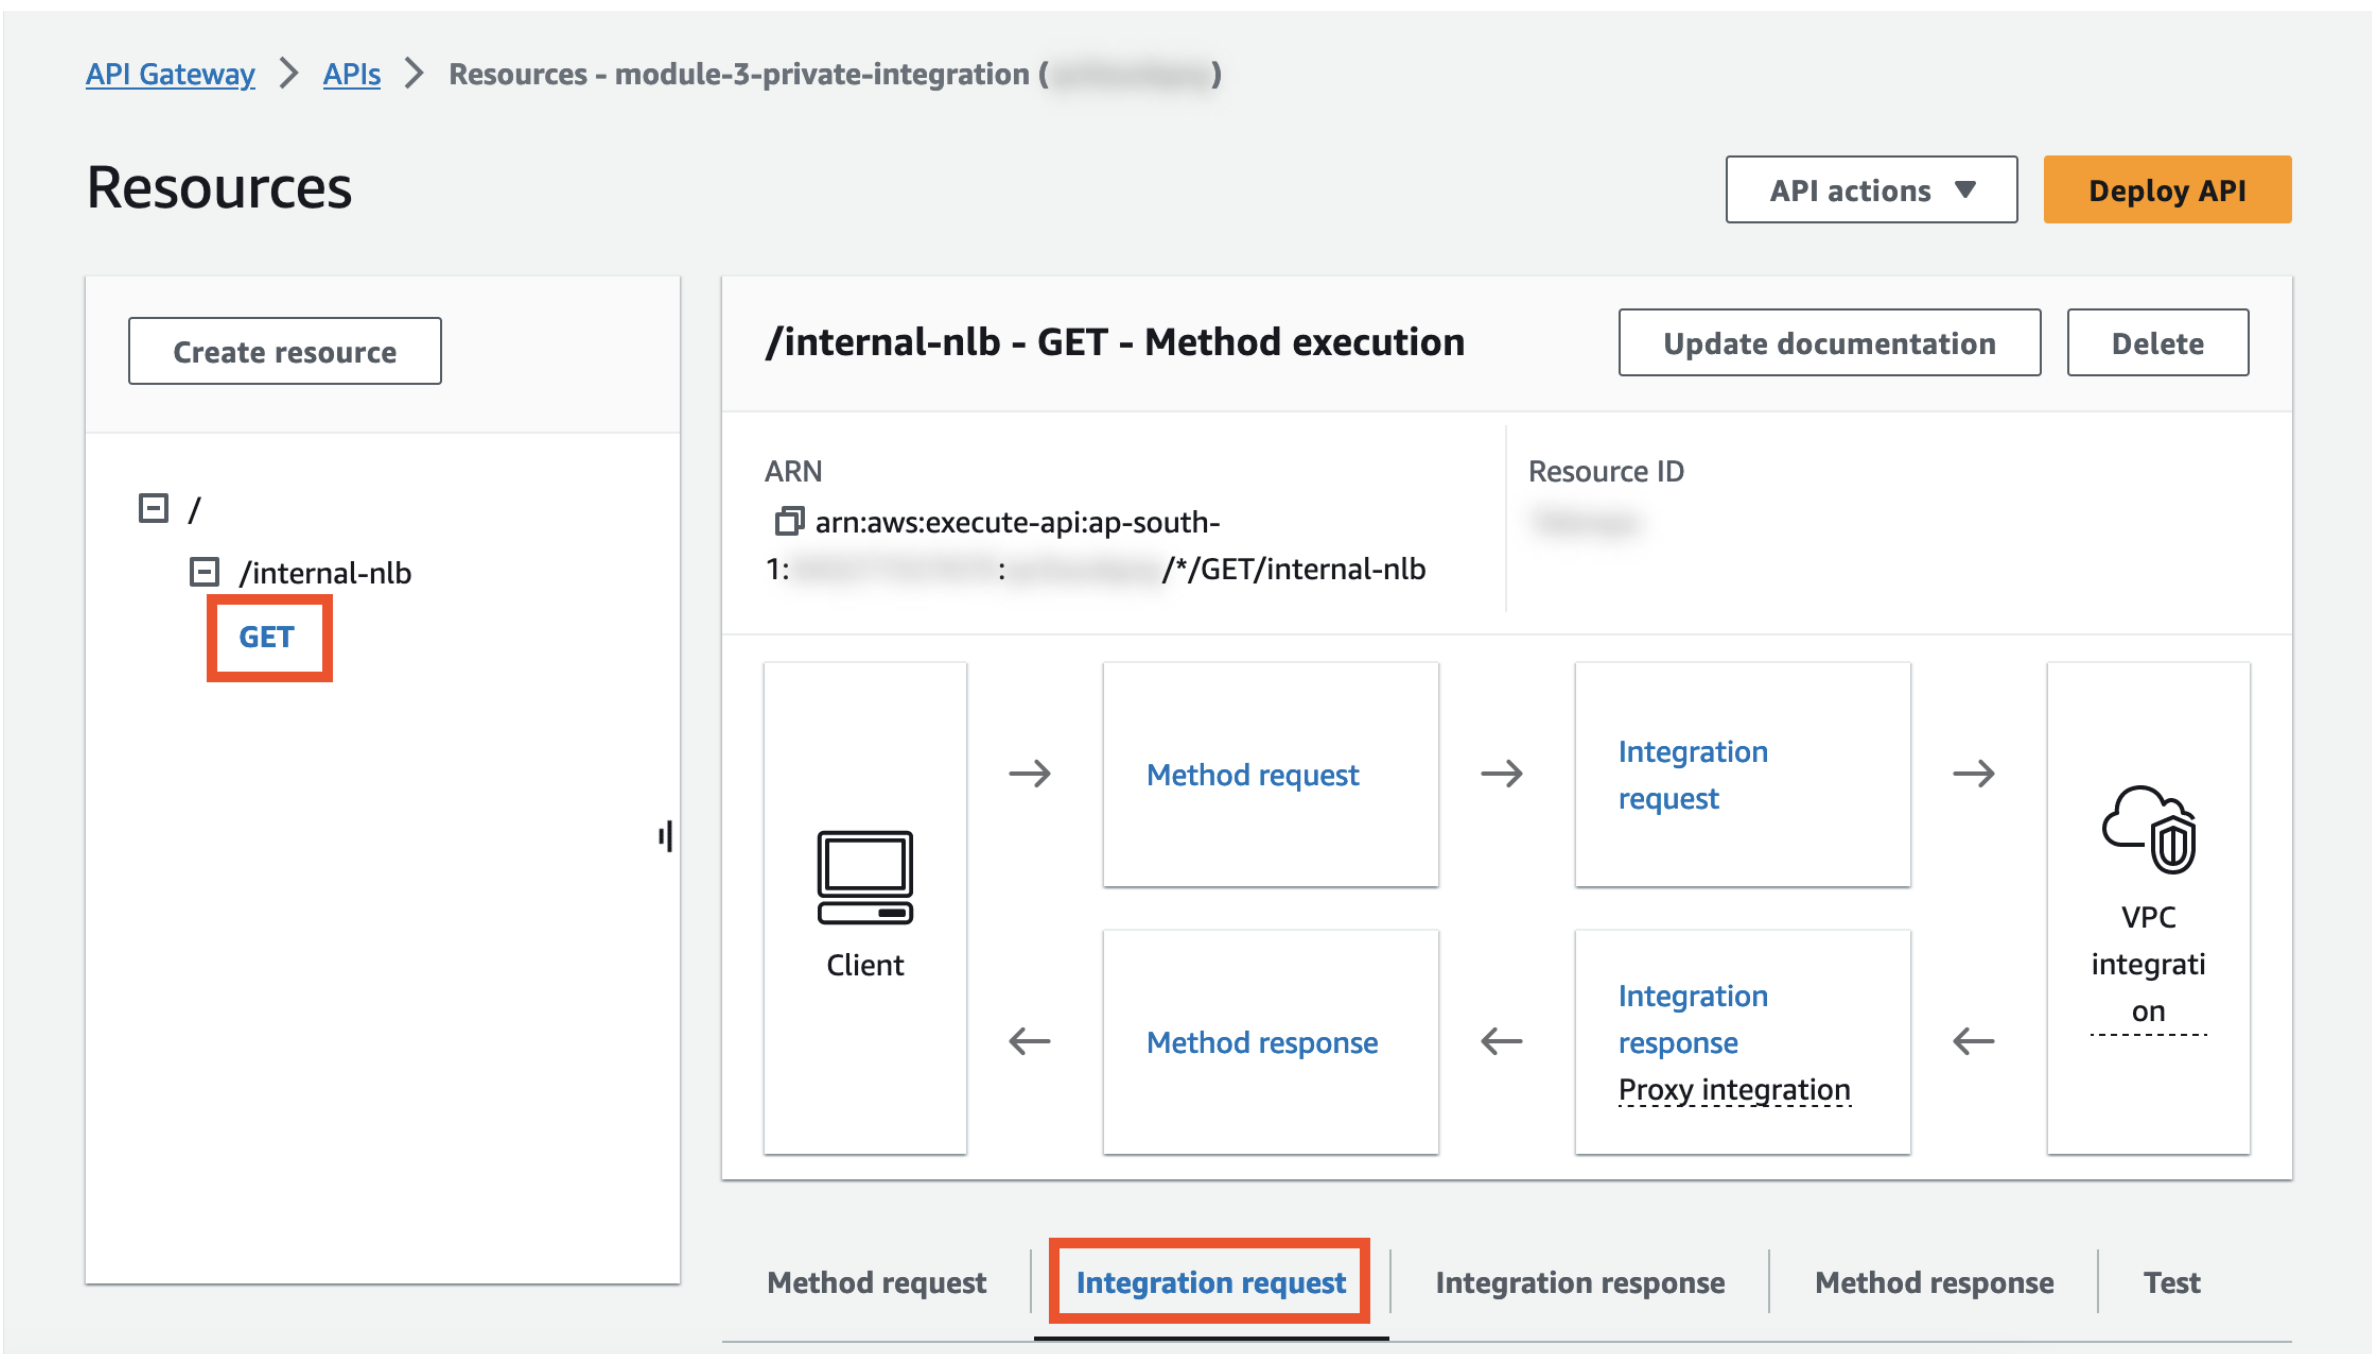 API Gateway > APIs > Resources - module-3-private-integration ( )
Resources
API actions ▼
Deploy API
Create resource
/
/internal-nlb
GET
/internal-nlb - GET - Method execution
Update documentation
Delete
ARN
arn:aws:execute-api:ap-south-
1: : /*/GET/internal-nlb
Resource ID
Client
Method request
Integration
request
Method response
Integration
response
Proxy integration
VPC
integrati
on
Method request
Integration request
Integration response
Method response
Test